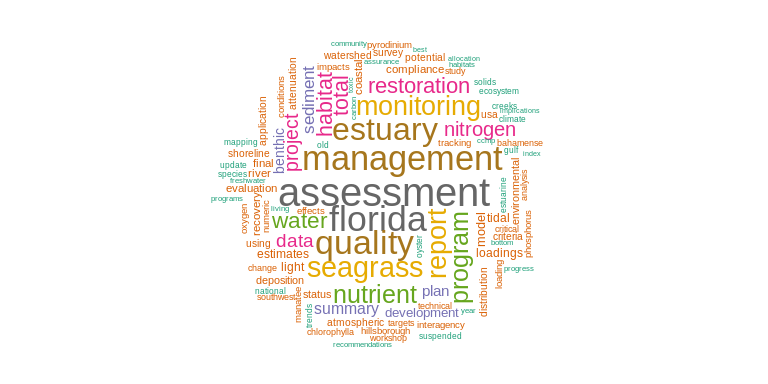 community
pyrodinium
best
watershed
survey
potential
allocation
impacts
coastal
assurance
habitats
compliance
study
toxic
conditions
attenuation
sediment
habitat
total
restoration
solids
ecosystem
carbon
monitoring
creeks
implications
usa
climate
application
project
estuary
nitrogen
mapping
benthic
old
tracking
cchp
bahamense
gulf
index
shoreline
final
management
update
species
river
freshwater
evaluation
assessment
environmental
analysis
programs
living
effects
estuarine
oxygen
recovery
numeric
water
florida
report
program
model
tidal
critical
criteria
phosphorus
using
data
quality
oyster
bottom
estimates
loadings
change
light
seagrass
loading
progress
deposition
national
southwest
manatee
status
nutrient
plan
distribution
trends
summary
development
technical
year
atmospheric
targets
interagency
chlorophylla
hillsborough
workshop
suspended
recommendations